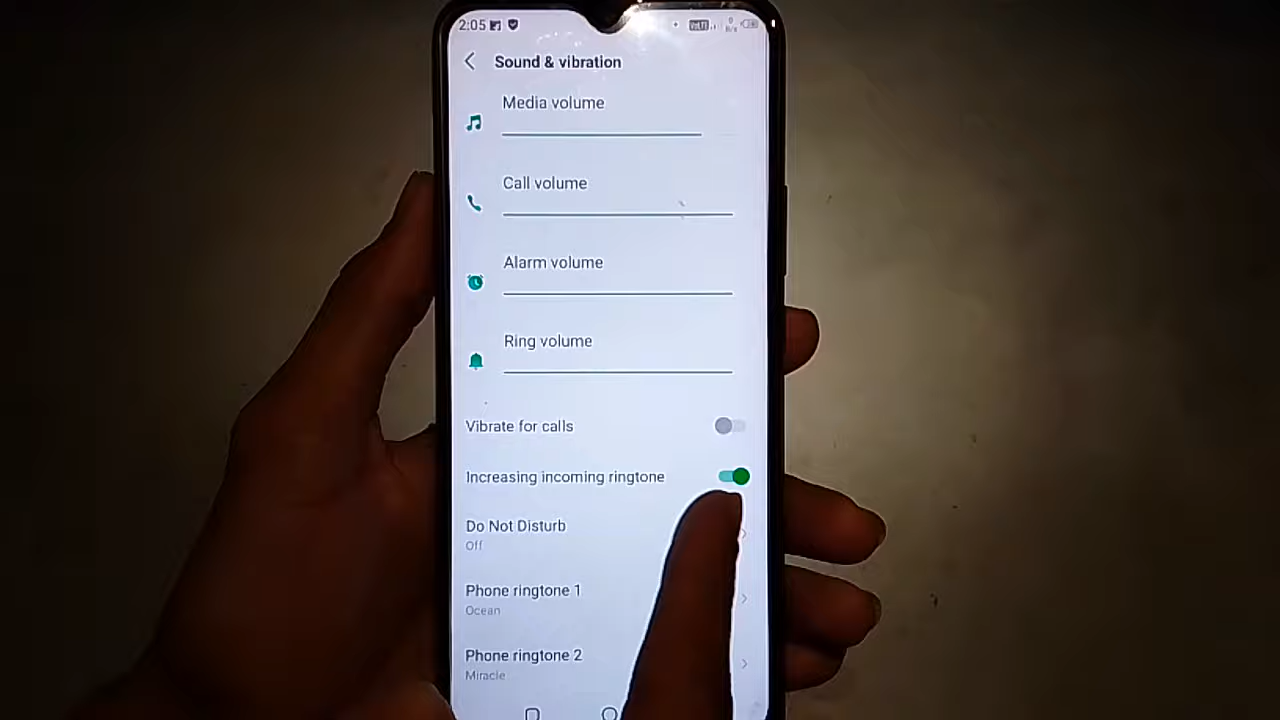 2:05
Sound & vibration
Media volume
Call volume
Alarm volume
Ring volume
Vibrate for calls
Increasing incoming ringtone
Do Not Disturb
Off
Phone ringtone 1
Ocean
Phone ringtone 2
Miracle